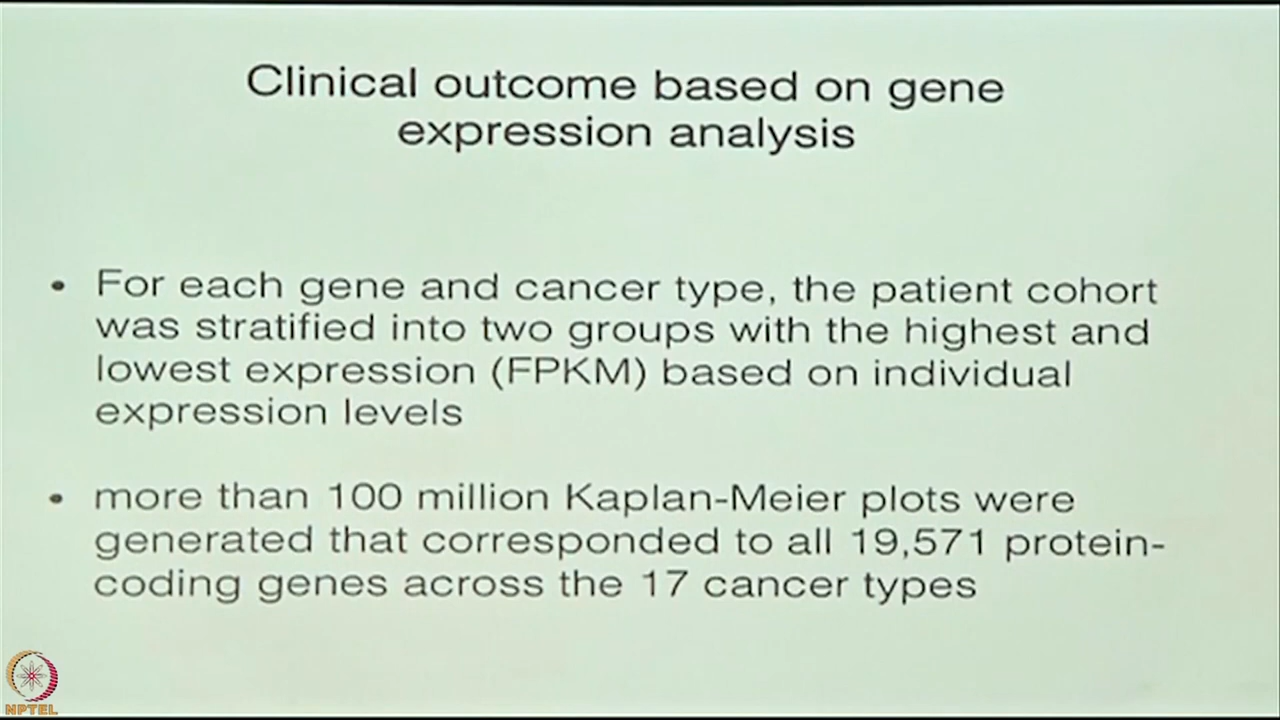 Clinical outcome based on gene
expression analysis
• For each gene and cancer type, the patient cohort
was stratified into two groups with the highest and
lowest expression (FPKM) based on individual
expression levels
• more than 100 million Kaplan-Meier plots were
generated that corresponded to all 19,571 protein-
coding genes across the 17 cancer types
NPTEL